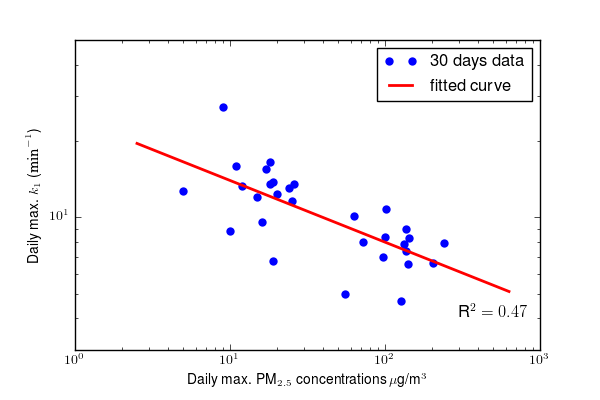 30 days data
fitted curve
Daily max. k₁ (min⁻¹)
10¹
R² = 0.47
10⁰ 10¹ 10² 10³
Daily max. PM₂.₅ concentrations μg/m³